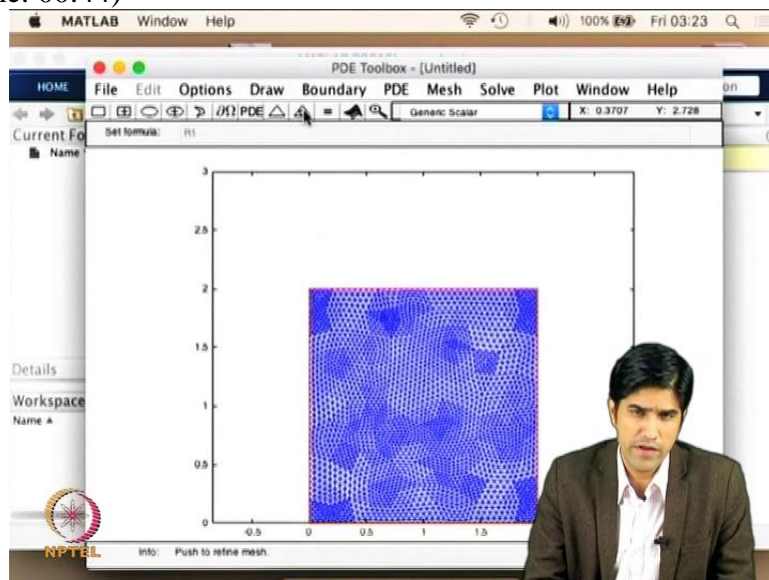 MATLAB Window Help 100% Fri 03:23
PDE Toolbox - [Untitled]
HOME
File Edit Options Draw Boundary PDE Mesh Solve Plot Window Help
∂Ω PDE = Generic Scalar X: 0.3707 Y: 2.728
Current Fo
Set formula: R1
Name
3
2.5
2
1.5
1
0.5
0
-0.5 0 0.5 1 1.5
Details
Workspace
Name
NPTEL
Info: Push to refine mesh.